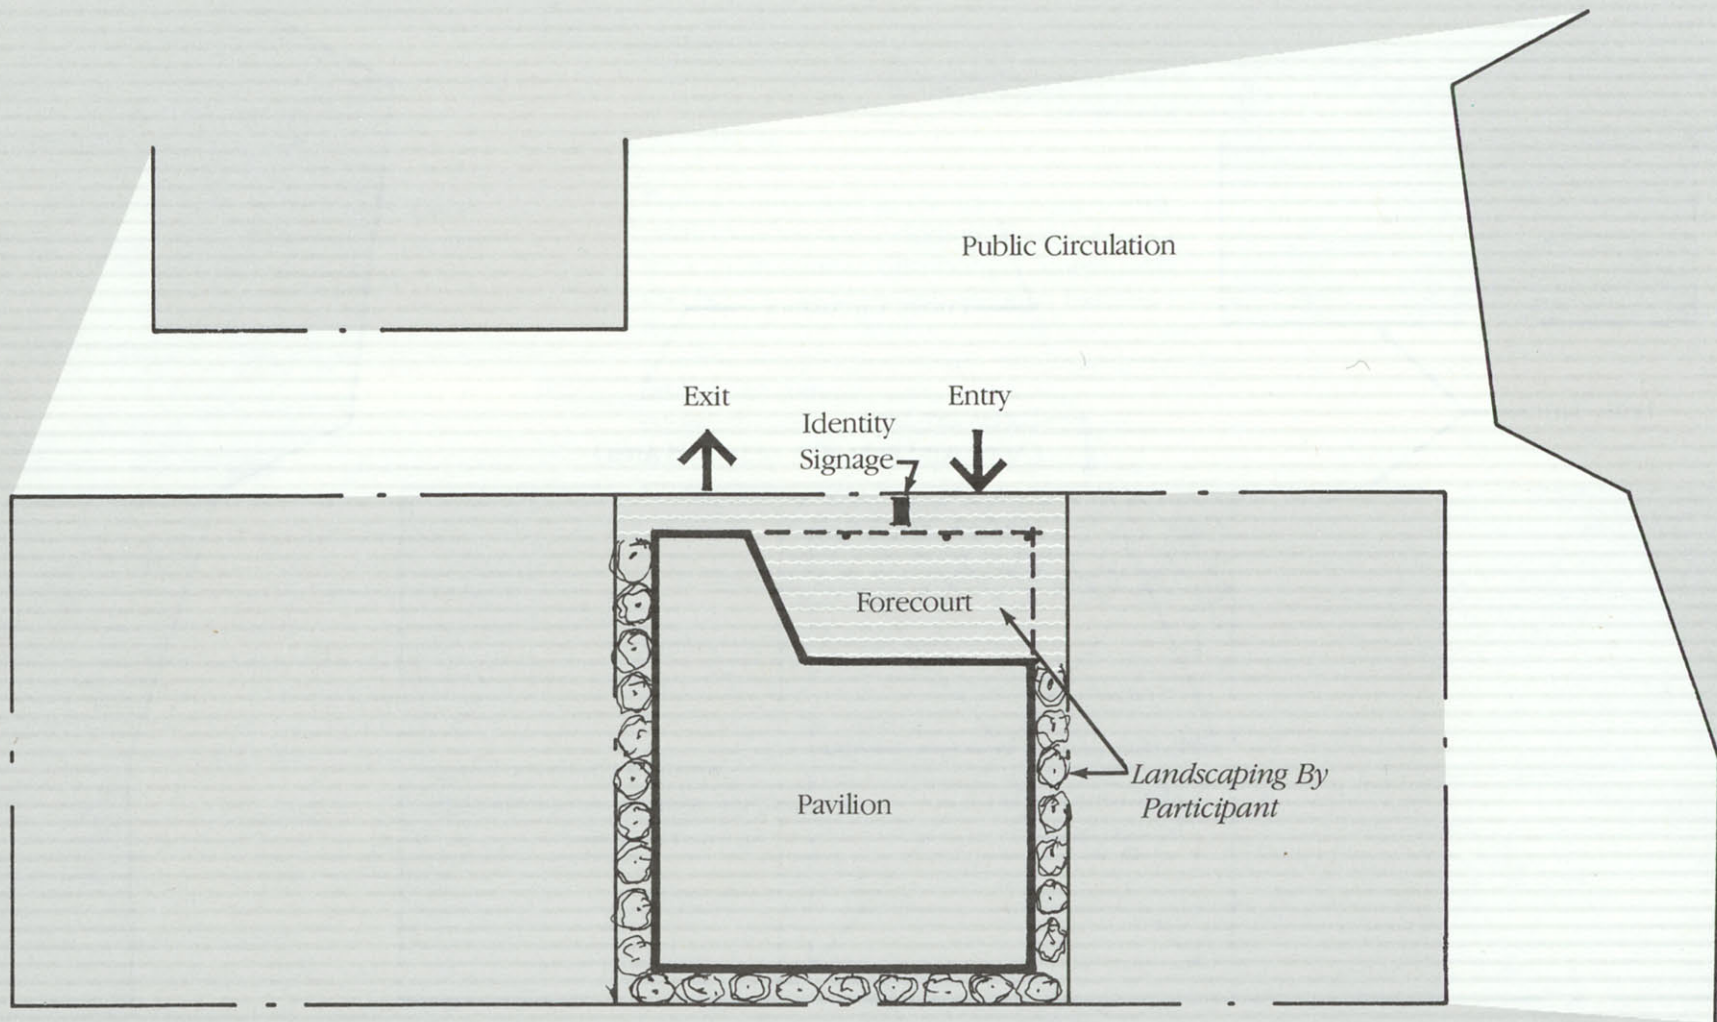 Public Circulation
Exit
Entry
Identity
Signage
Forecourt
Pavilion
Landscaping By
Participant